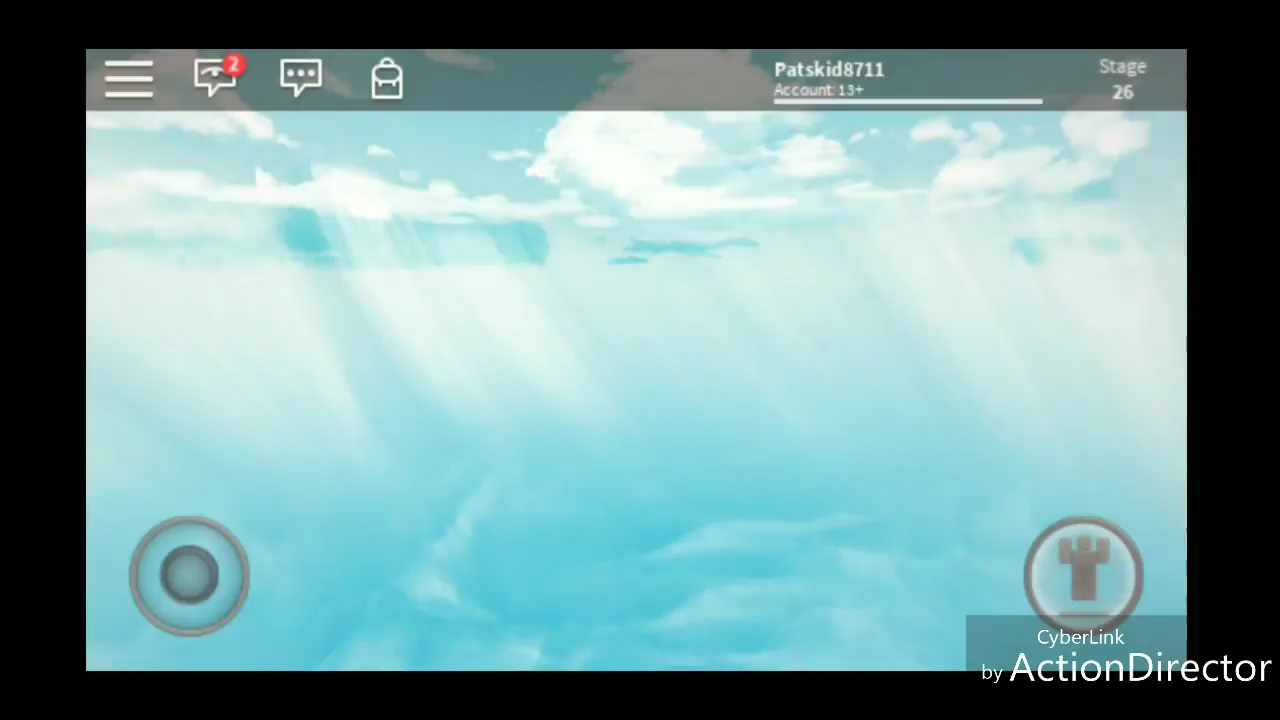 2
Patskid8711
Account: 13+
Stage
26
CyberLink
by ActionDirector